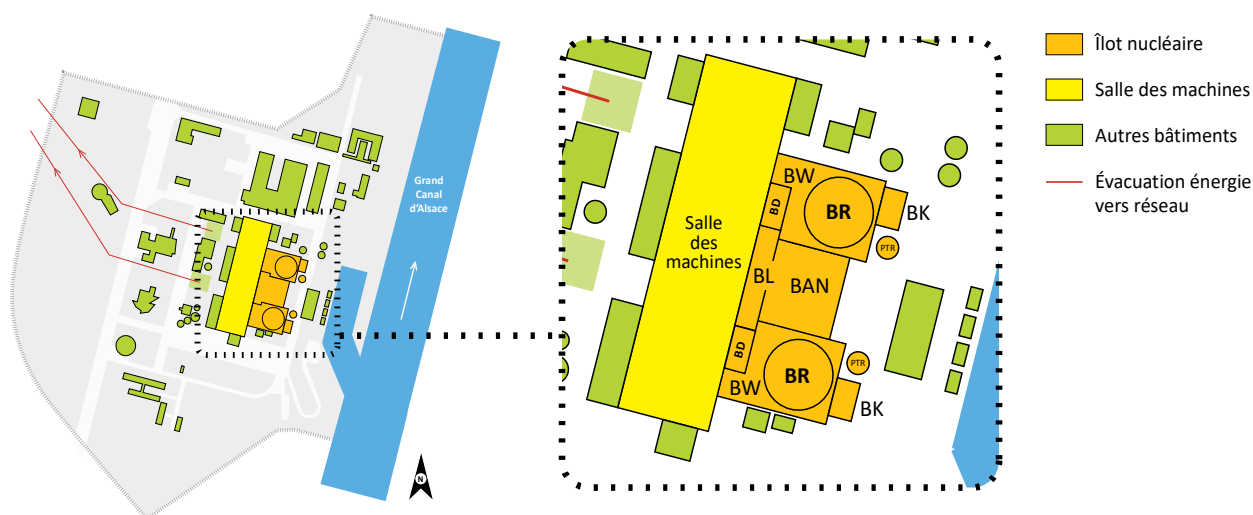 Grand
Canal
d'Alsace
N
Salle
des
machines
BW
BD
BR
BK
PTR
BL
BAN
BD
BW
BR
PTR
BK
Îlot nucléaire
Salle des machines
Autres bâtiments
Évacuation énergie
vers réseau